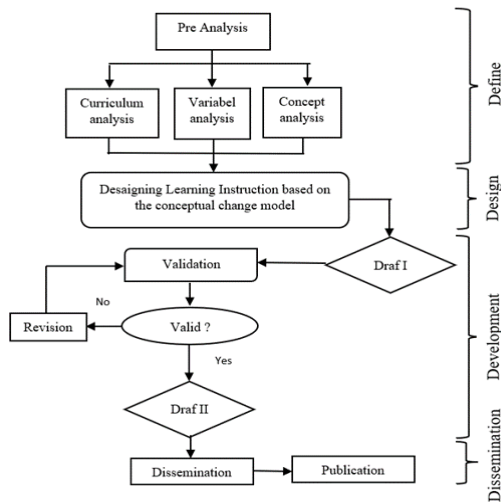 Pre Analysis
Curriculum
analysis
Variabel
analysis
Concept
analysis
Define
Desaigning Learning Instruction based on
the conceptual change model
Design
Validation
Draf I
No
Revision
Valid ?
Yes
Development
Draf II
Dissemination
Publication
Dissemination